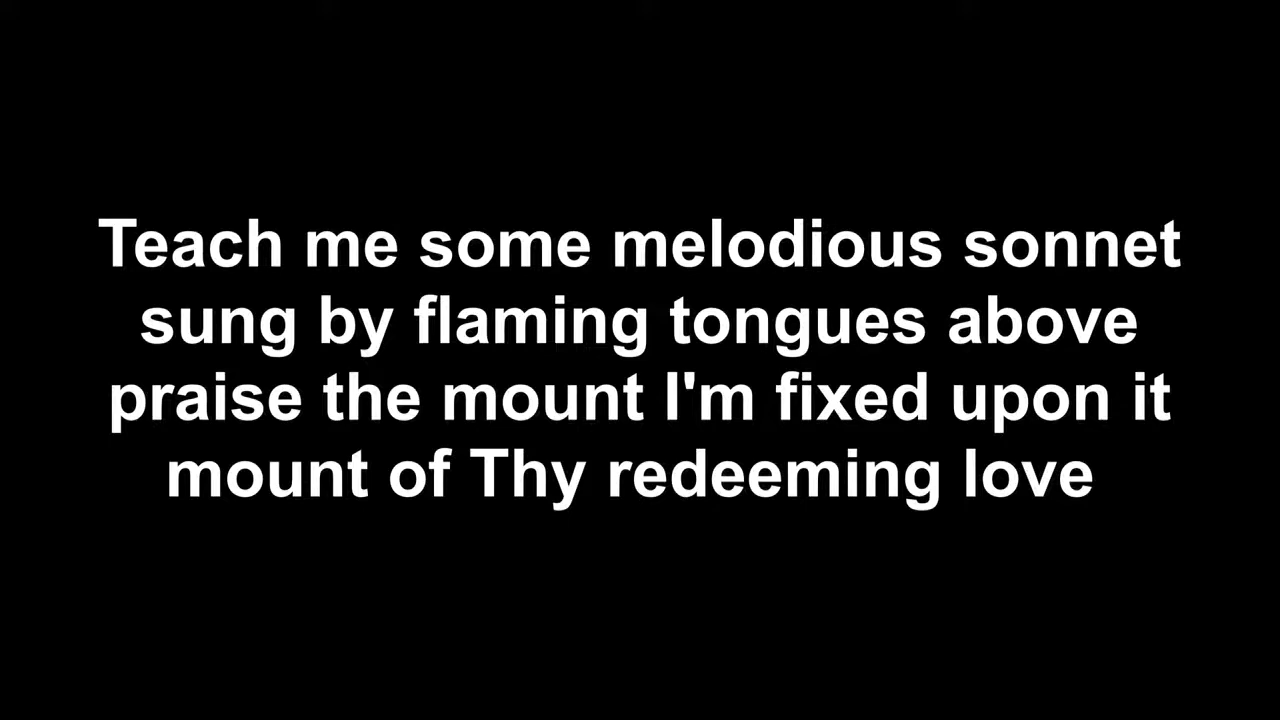 Teach me some melodious sonnet
sung by flaming tongues above
praise the mount I'm fixed upon it
mount of Thy redeeming love